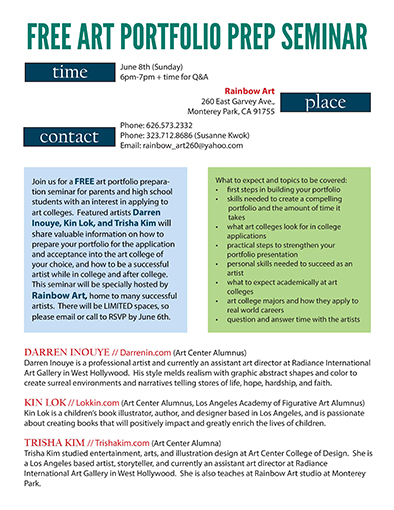 FREE ART PORTFOLIO PREP SEMINAR
time
June 8th (Sunday)
6pm-7pm + time for Q&A
Rainbow Art
260 East Garvey Ave.,
Monterey Park, CA 91755
place
contact
Phone: 626.573.2332
Phone: 323.712.8686 (Susanne Kwok)
Email: rainbow_art260@yahoo.com
Join us for a FREE art portfolio prepara-
tion seminar for parents and high school
students with an interest in applying to
art colleges. Featured artists Darren
Inouye, Kin Lok, and Trisha Kim will
share valuable information on how to
prepare your portfolio for the application
and acceptance into the art college of
your choice, and how to be a successful
artist while in college and after college.
This seminar will be specially hosted by
Rainbow Art, home to many successful
artists. There will be LIMITED spaces, so
please email or call to RSVP by June 6th.
What to expect and topics to be covered:
• first steps in building your portfolio
• skills needed to create a compelling
portfolio and the amount of time it
takes
• what art colleges look for in college
applications
• practical steps to strengthen your
portfolio presentation
• personal skills needed to succeed as an
artist
• what to expect academically at art
colleges
• art college majors and how they apply to
real world careers
• question and answer time with the artists
DARREN INOUYE // Darrenin.com (Art Center Alumnus)
Darren Inouye is a professional artist and currently an assistant art director at Radiance International
Art Gallery in West Hollywood. His style melds realism with graphic abstract shapes and color to
create surreal environments and narratives telling stores of life, hope, hardship, and faith.
KIN LOK // Lokkin.com (Art Center Alumnus, Los Angeles Academy of Figurative Art Alumnus)
Kin Lok is a children's book illustrator, author, and designer based in Los Angeles, and is passionate
about creating books that will positively impact and greatly enrich the lives of children.
TRISHA KIM // Trishakim.com (Art Center Alumna)
Trisha Kim studied entertainment, arts, and illustration design at Art Center College of Design. She is
a Los Angeles based artist, storyteller, and currently an assistant art director at Radiance
International Art Gallery in West Hollywood. She is also teaches at Rainbow Art studio at Monterey
Park.